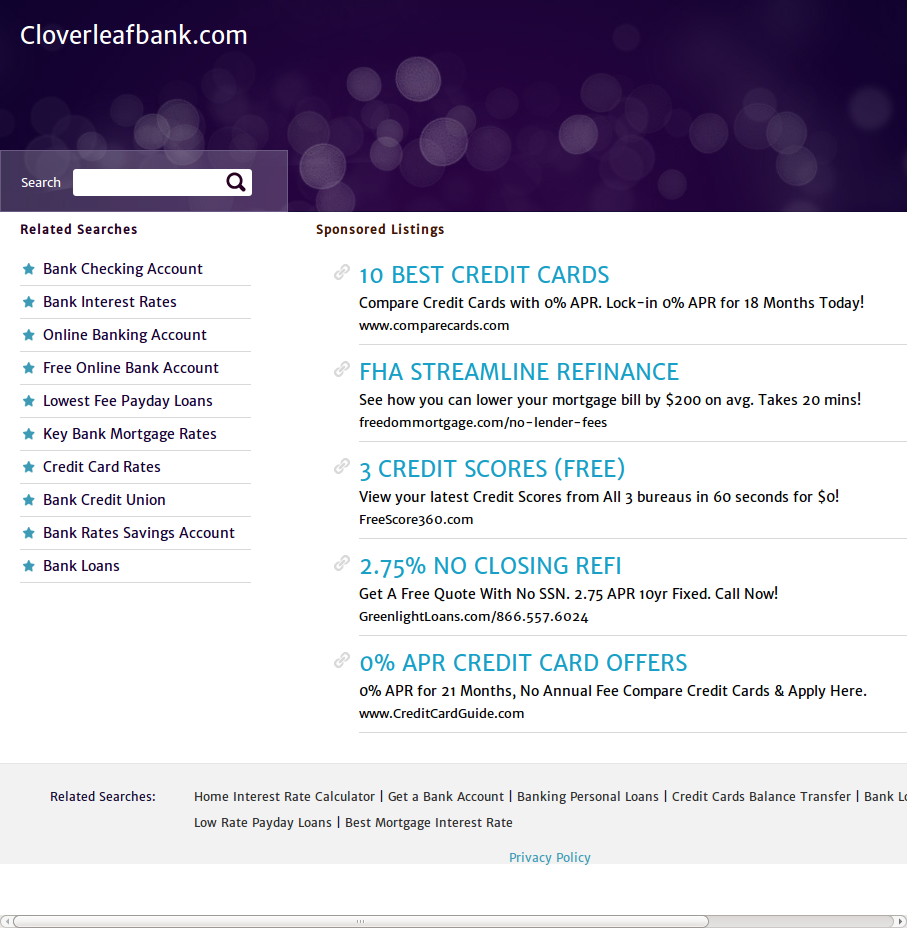 Cloverleafbank.com
Search
Related Searches
Bank Checking Account
Bank Interest Rates
Online Banking Account
Free Online Bank Account
Lowest Fee Payday Loans
Key Bank Mortgage Rates
Credit Card Rates
Bank Credit Union
Bank Rates Savings Account
Bank Loans
Sponsored Listings
10 BEST CREDIT CARDS
Compare Credit Cards with 0% APR. Lock-in 0% APR for 18 Months Today!
www.comparecards.com
FHA STREAMLINE REFINANCE
See how you can lower your mortgage bill by $200 on avg. Takes 20 mins!
freedommortgage.com/no-lender-fees
3 CREDIT SCORES (FREE)
View your latest Credit Scores from All 3 bureaus in 60 seconds for $0!
FreeScore360.com
2.75% NO CLOSING REFI
Get A Free Quote With No SSN. 2.75 APR 10yr Fixed. Call Now!
GreenlightLoans.com/866.557.6024
0% APR CREDIT CARD OFFERS
0% APR for 21 Months, No Annual Fee Compare Credit Cards & Apply Here.
www.CreditCardGuide.com
Related Searches: Home Interest Rate Calculator | Get a Bank Account | Banking Personal Loans | Credit Cards Balance Transfer | Bank
Low Rate Payday Loans | Best Mortgage Interest Rate
Privacy Policy